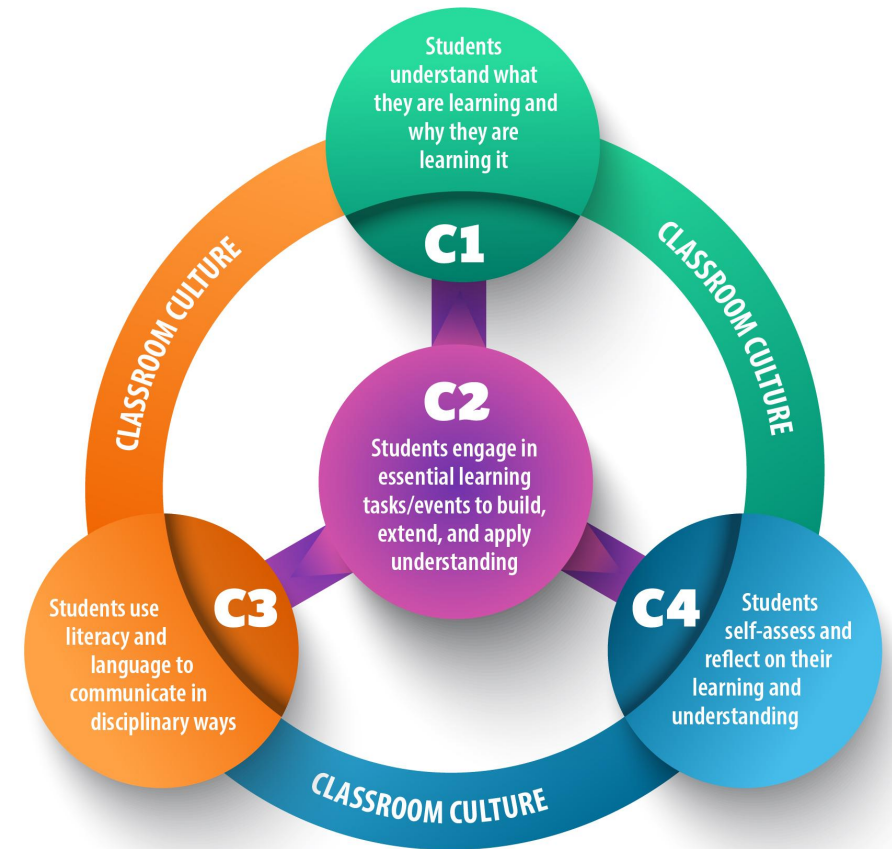 Students
understand what
they are learning and
why they are
learning it
C1
CLASSROOM CULTURE
CLASSROOM CULTURE
C2
Students engage in
essential learning
tasks/events to build,
extend, and apply
understanding
C3
Students use
literacy and
language to
communicate in
disciplinary ways
C4
Students
self-assess and
reflect on their
learning and
understanding
CLASSROOM CULTURE